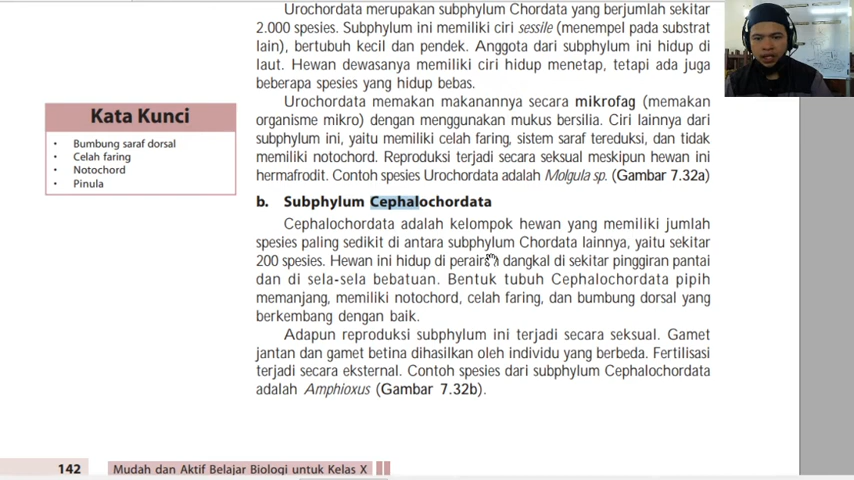 Urochordata merupakan subphylum Chordata yang berjumlah sekitar
2.000 spesies. Subphylum ini memiliki ciri sessile (menempel pada substrat
lain), bertubuh kecil dan pendek. Anggota dari subphylum ini hidup di
laut. Hewan dewasanya memiliki ciri hidup menetap, tetapi ada juga
beberapa spesies yang hidup bebas.
Urochordata memakan makanannya secara mikrofag (memakan
organisme mikro) dengan menggunakan mukus bersilia. Ciri lainnya dari
subphylum ini, yaitu memiliki celah faring, sistem saraf tereduksi, dan tidak
memiliki notochord. Reproduksi terjadi secara seksual meskipun hewan ini
hermafrodit. Contoh spesies Urochordata adalah Molgula sp. (Gambar 7.32a)
Kata Kunci
• Bumbung saraf dorsal
• Celah faring
• Notochord
• Pinula
b. Subphylum Cephalochordata
Cephalochordata adalah kelompok hewan yang memiliki jumlah
spesies paling sedikit di antara subphylum Chordata lainnya, yaitu sekitar
200 spesies. Hewan ini hidup di perairan dangkal di sekitar pinggiran pantai
dan di sela-sela bebatuan. Bentuk tubuh Cephalochordata pipih
memanjang, memiliki notochord, celah faring, dan bumbung dorsal yang
berkembang dengan baik.
Adapun reproduksi subphylum ini terjadi secara seksual. Gamet
jantan dan gamet betina dihasilkan oleh individu yang berbeda. Fertilisasi
terjadi secara eksternal. Contoh spesies dari subphylum Cephalochordata
adalah Amphioxus (Gambar 7.32b).
142 Mudah dan Aktif Belajar Biologi untuk Kelas X